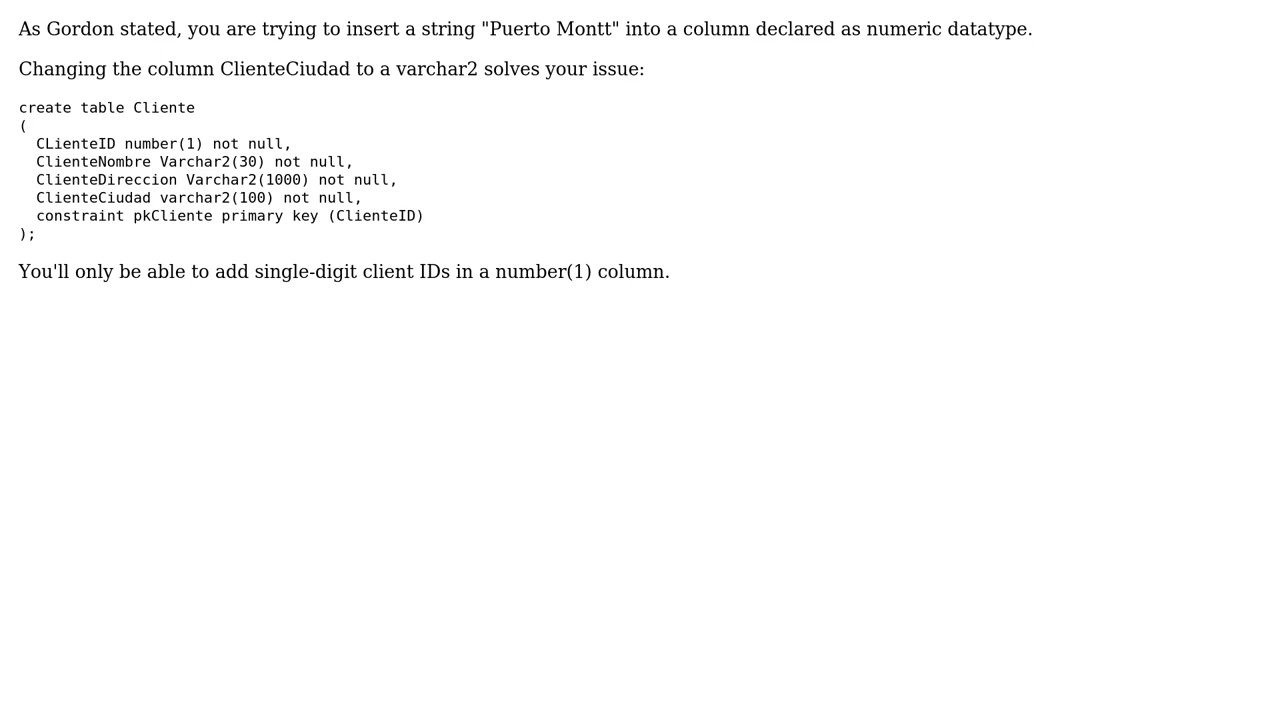 As Gordon stated, you are trying to insert a string "Puerto Montt" into a column declared as numeric datatype.
Changing the column ClienteCiudad to a varchar2 solves your issue:
create table Cliente
(
  CLienteID number(1) not null,
  ClienteNombre Varchar2(30) not null,
  ClienteDireccion Varchar2(1000) not null,
  ClienteCiudad varchar2(100) not null,
  constraint pkCliente primary key (ClienteID)
);
You'll only be able to add single-digit client IDs in a number(1) column.